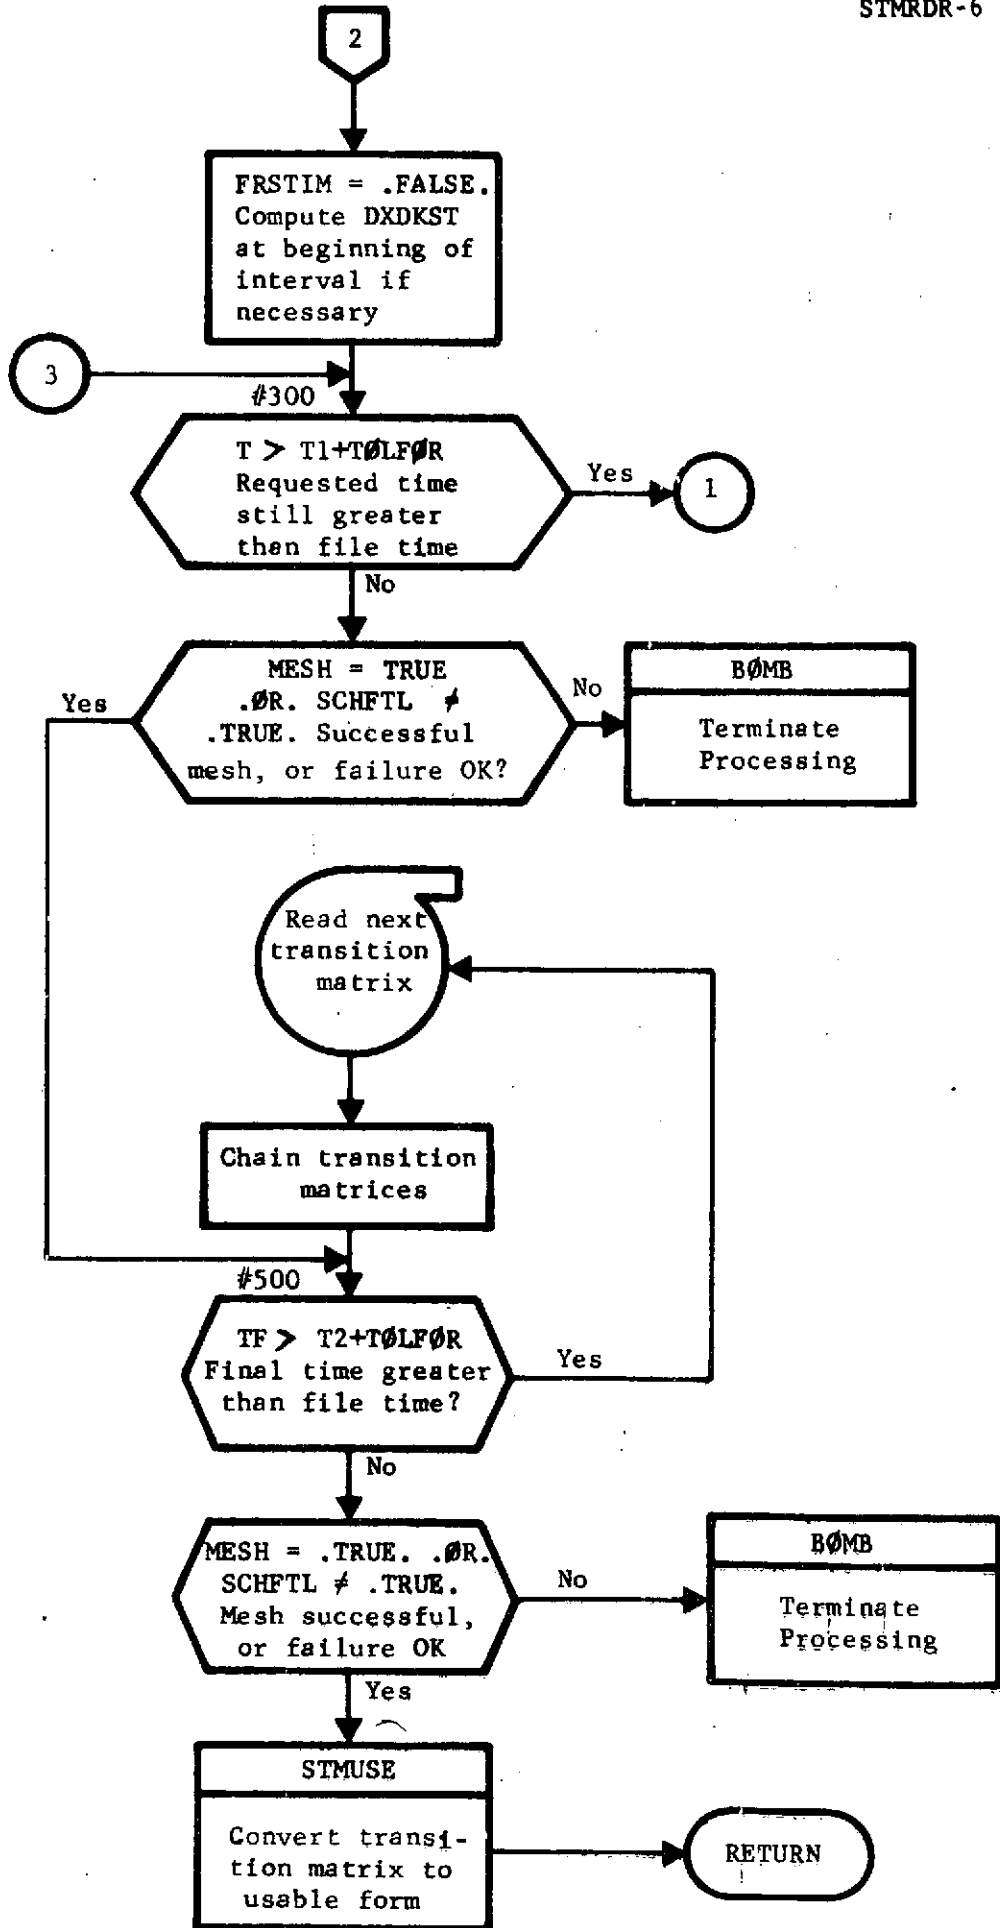 STMRDR-6
2
FRSTIM = .FALSE.
Compute DXDKST
at beginning of
interval if
necessary
3
#300
T > T1+TØLFØR
Requested time
still greater
than file time
Yes
1
No
MESH = TRUE
.ØR. SCHFTL ≠
.TRUE. Successful
mesh, or failure OK?
Yes
No
BØMB
Terminate
Processing
Read next
transition
matrix
Chain transition
matrices
#500
TF > T2+TØLFØR
Final time greater
than file time?
Yes
No
MESH = .TRUE. .ØR.
SCHFTL ≠ .TRUE.
Mesh successful,
or failure OK
No
BØMB
Terminate
Processing
Yes
STMUSE
Convert transi-
tion matrix to
usable form
RETURN